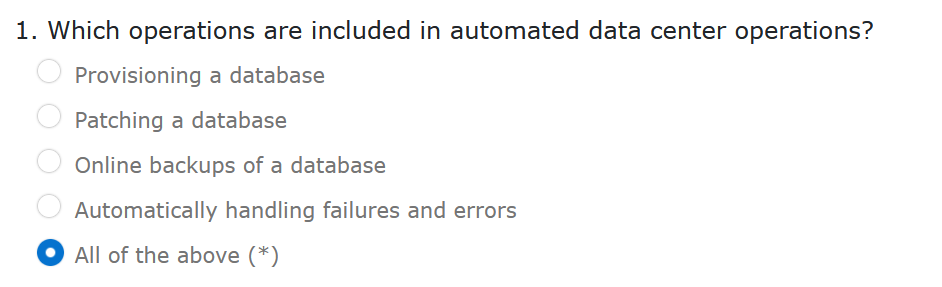 1. Which operations are included in automated data center operations?
Provisioning a database
Patching a database
Online backups of a database
Automatically handling failures and errors
All of the above (*)